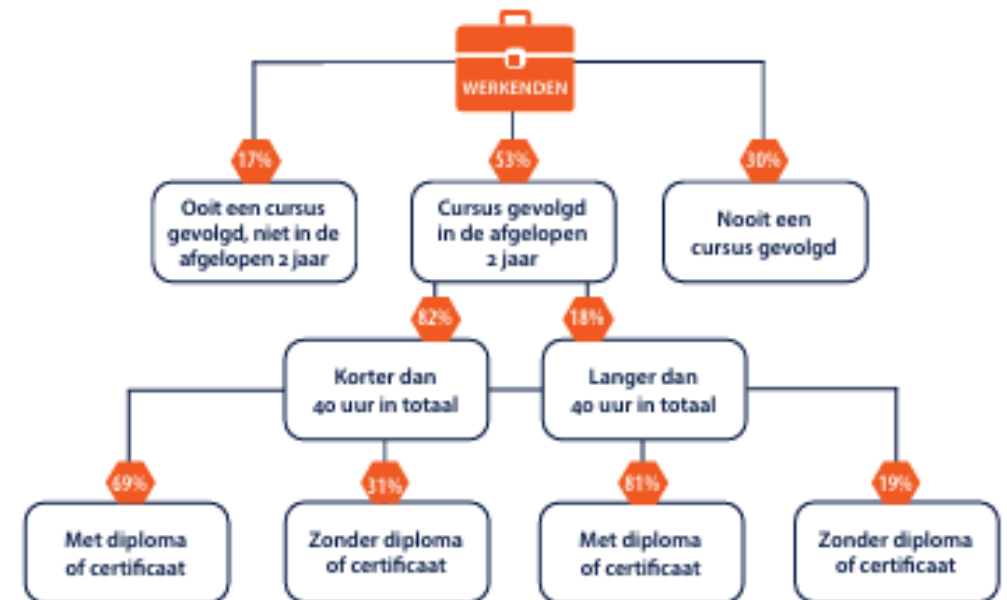 WERKENDEN
17%
53%
30%
Ooit een cursus
gevolgd, niet in de
afgelopen 2 jaar
Cursus gevolgd
in de afgelopen
2 jaar
Nooit een
cursus gevolgd
82%
18%
Korter dan
40 uur in totaal
Langer dan
40 uur in totaal
69%
31%
81%
19%
Met diploma
of certificaat
Zonder diploma
of certificaat
Met diploma
of certificaat
Zonder diploma
of certificaat